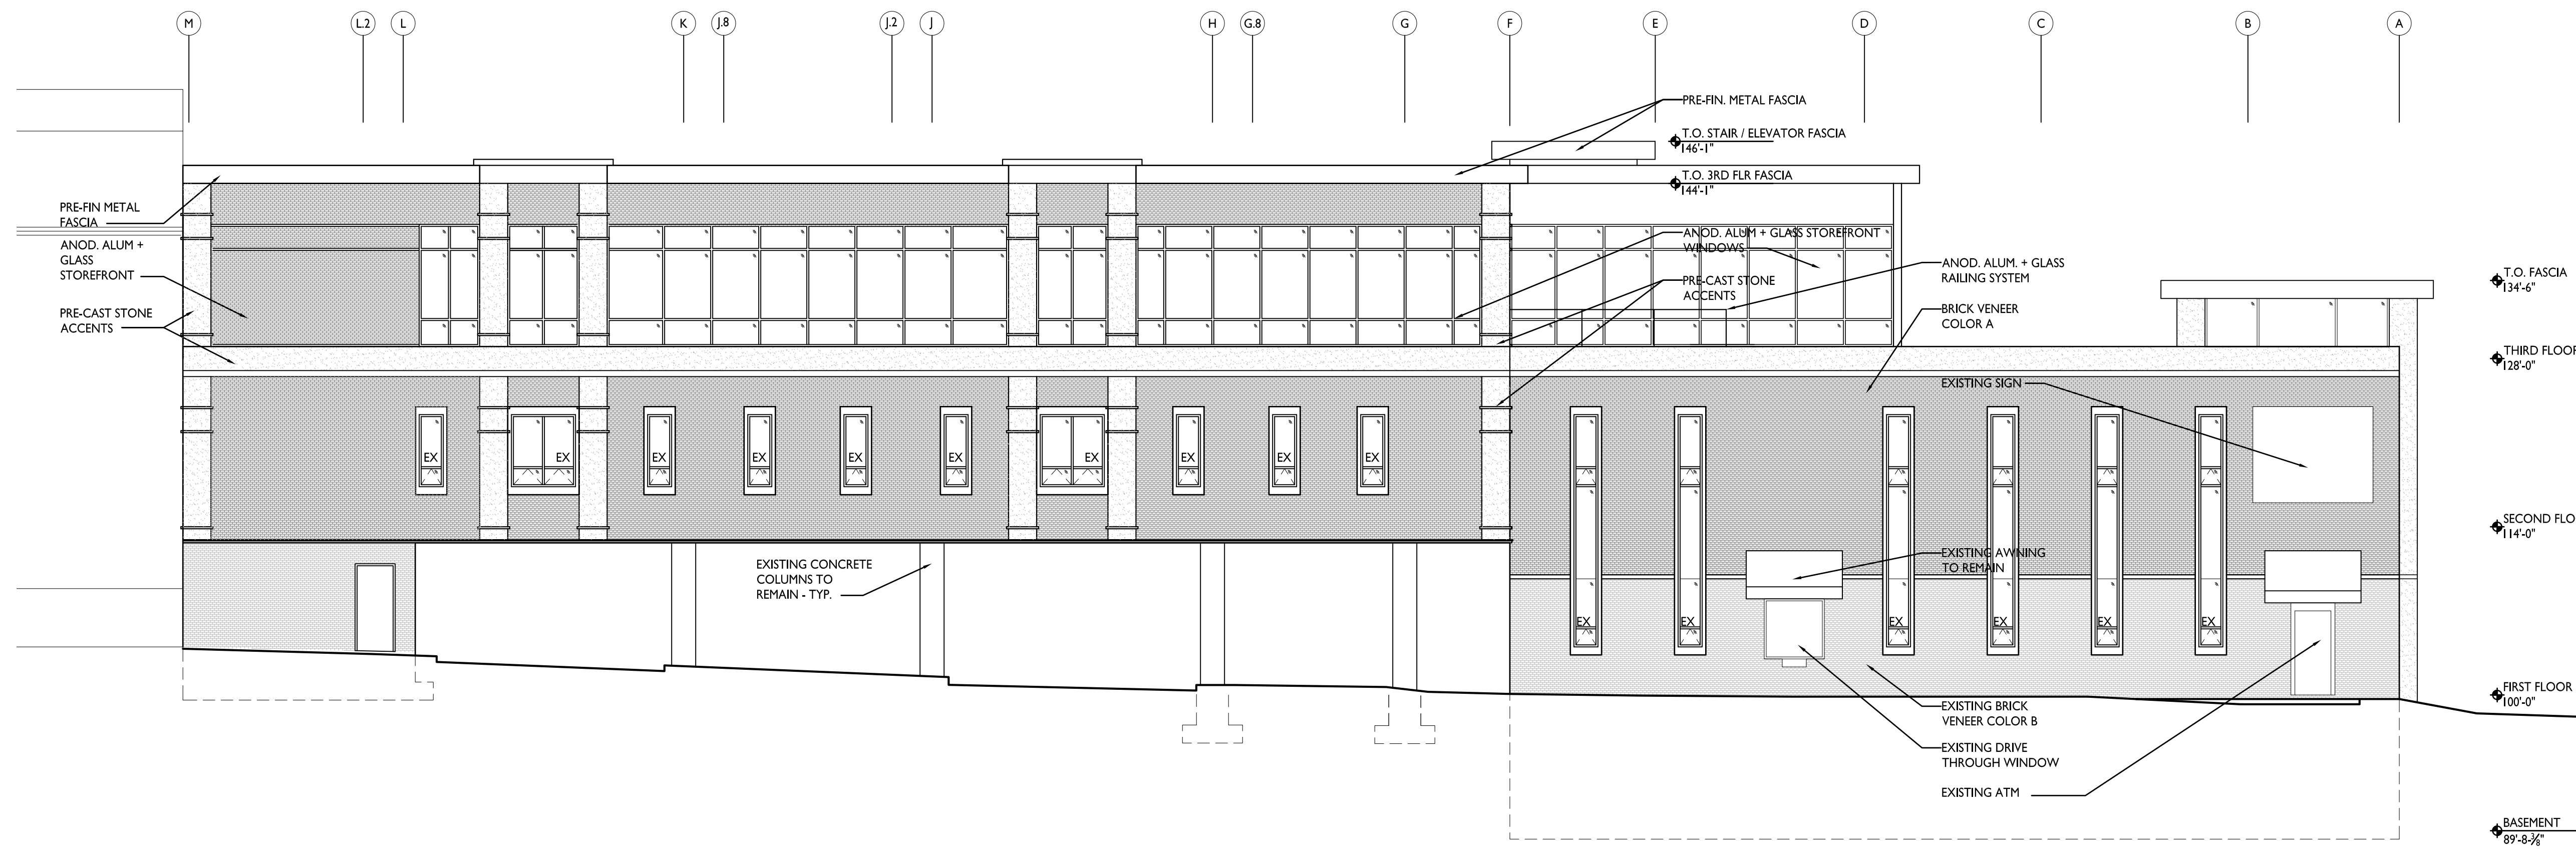 M L.2 L K J.8 J.2 J H G.8 G F E D C B A
PRE-FIN. METAL FASCIA
T.O. STAIR / ELEVATOR FASCIA
146'-1"
T.O. 3RD FLR FASCIA
144'-1"
PRE-FIN METAL
FASCIA
ANOD. ALUM +
GLASS
STOREFRONT
PRE-CAST STONE
ACCENTS
ANOD. ALUM + GLASS STOREFRONT
WINDOWS
PRE-CAST STONE
ACCENTS
ANOD. ALUM. + GLASS
RAILING SYSTEM
BRICK VENEER
COLOR A
EXISTING SIGN
T.O. FASCIA
134'-6"
THIRD FLOOR
128'-0"
EX EX EX EX EX EX EX EX EX EX
SECOND FLO
114'-0"
EXISTING AWNING
TO REMAIN
EXISTING CONCRETE
COLUMNS TO
REMAIN - TYP.
EX EX EX EX EX EX
FIRST FLOOR
100'-0"
EXISTING BRICK
VENEER COLOR B
EXISTING DRIVE
THROUGH WINDOW
EXISTING ATM
BASEMENT
89'-8-3/8"